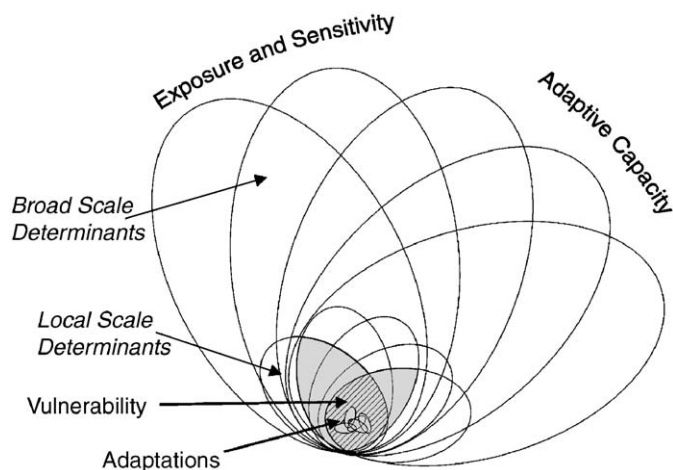 Exposure and Sensitivity
Adaptive Capacity
Broad Scale
Determinants
Local Scale
Determinants
Vulnerability
Adaptations